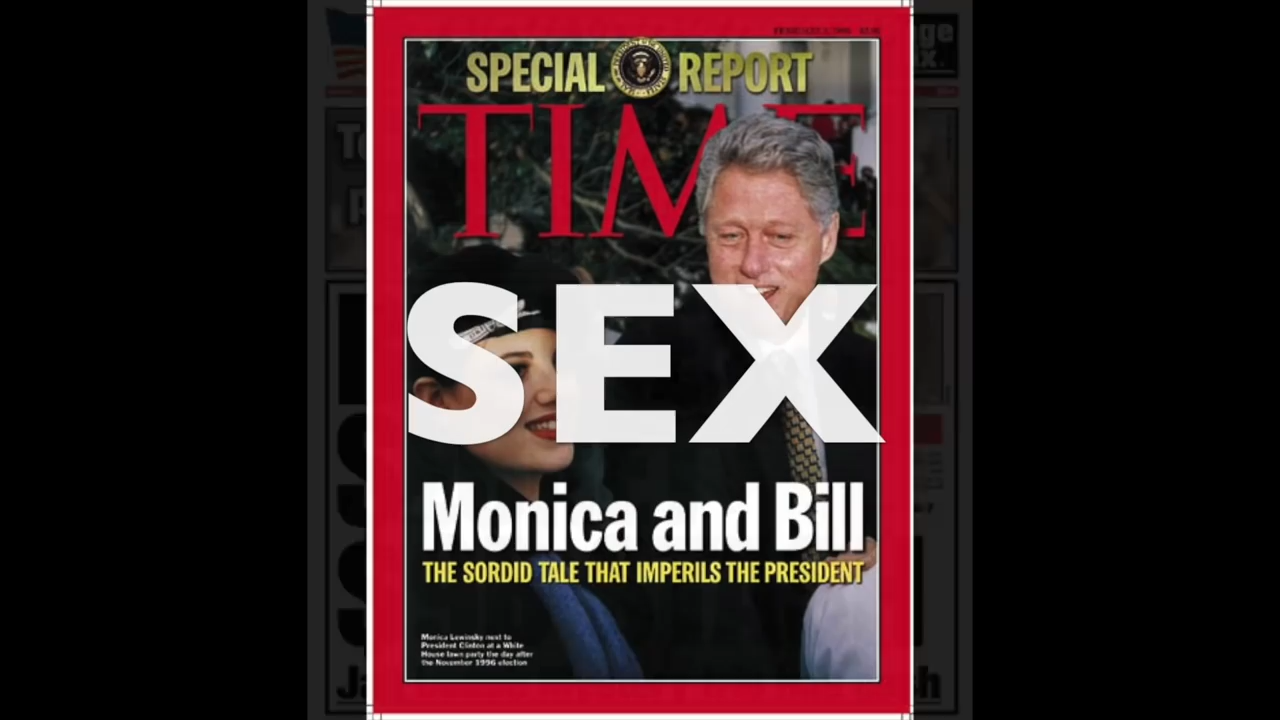 SPECIAL REPORT
TIME
SEX
Monica and Bill
THE SORDID TALE THAT IMPERILS THE PRESIDENT
Monica Lewinsky next to
President Clinton at a White
House lawn party the day after
the November 1996 election